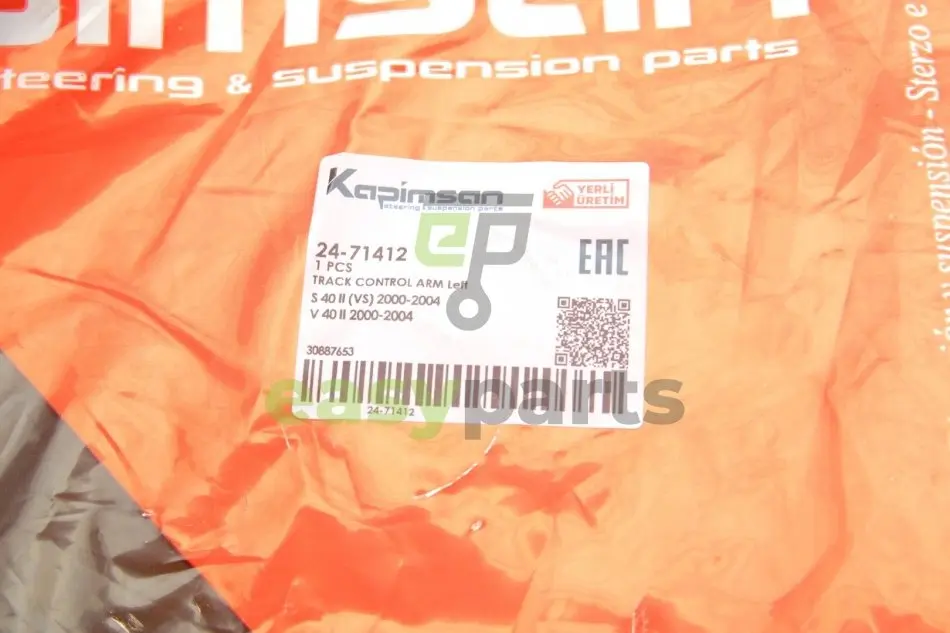 steering & suspension parts
Kapimsan
steering & suspension parts
YERLİ
ÜRETİM
24-71412
1 PCS
TRACK CONTROL ARM Left
S 40 II (VS) 2000-2004
V 40 II 2000-2004
EAC
30887653
24-71412
ep
easyparts
suspensión - Sterzo e